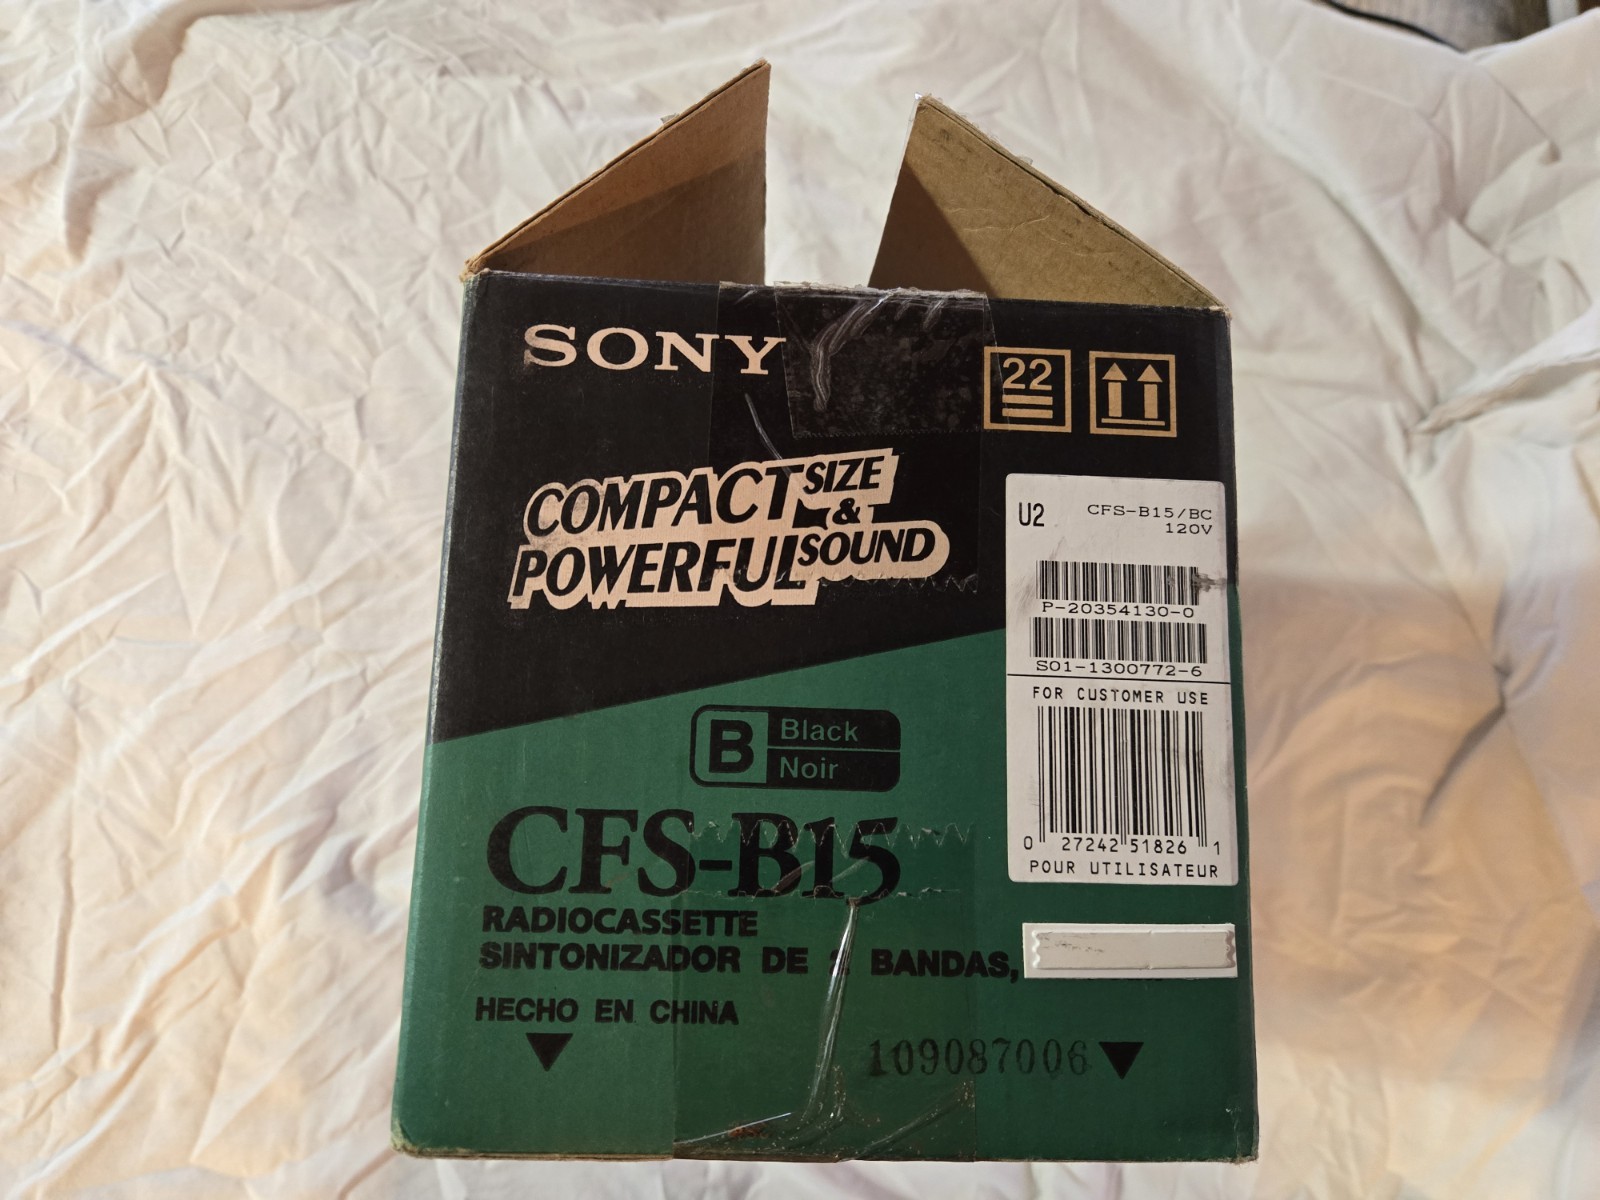 SONY
22
COMPACT SIZE
&
POWERFUL SOUND
U2 CFS-B15/BC
120V
P-20354130-0
S01-1300772-6
FOR CUSTOMER USE
0 27242 51826 1
POUR UTILISATEUR
B Black
Noir
CFS-B15
RADIOCASSETTE
SINTONIZADOR DE 2 BANDAS,
HECHO EN CHINA
109087006